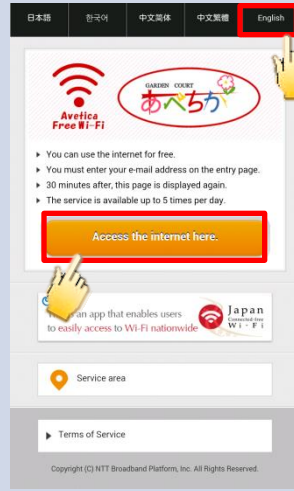 日本語 한국어 中文英体 中文繁體 English
Avetica
Free Wi-Fi
GARDEN COURT
あべちか
You can use the internet for free.
You must enter your e-mail address on the entry page.
30 minutes after, this page is displayed again.
The service is available up to 5 times per day.
Access the internet here.
an app that enables users
to easily access to Wi-Fi nationwide
Japan
Connected-free
Wi-Fi
Service area
Terms of Service
Copyright (C) NTT Broadband Platform, Inc. All Rights Reserved.